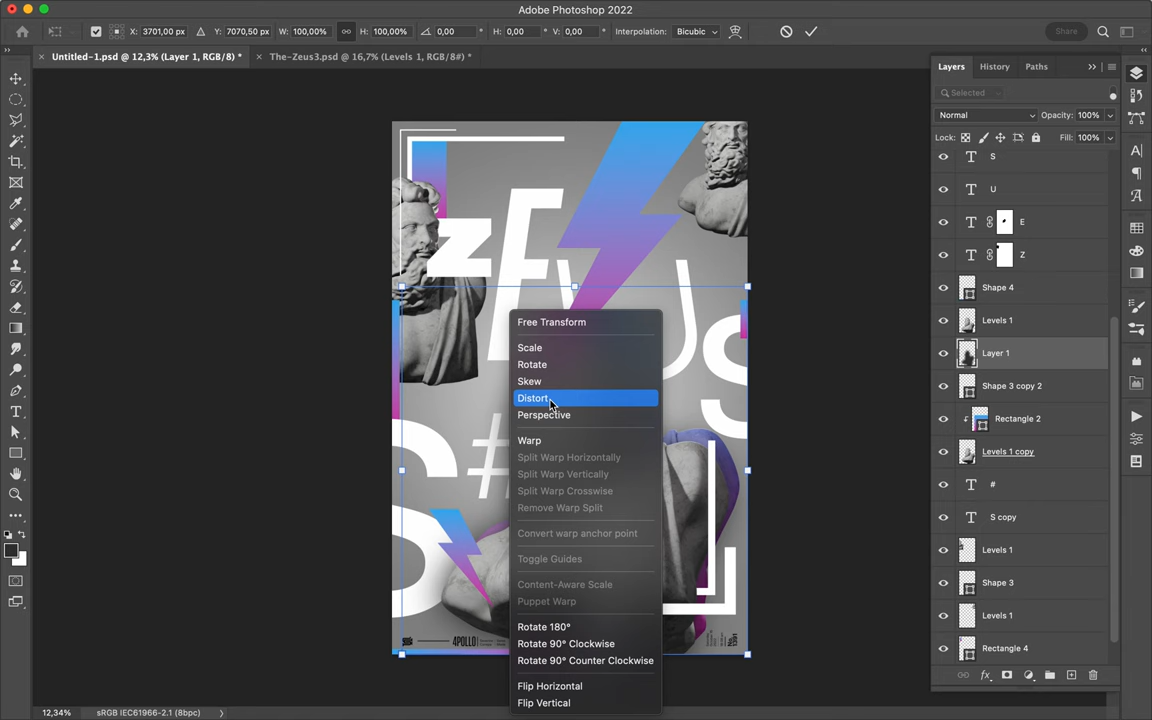 Adobe Photoshop 2022
X: 3701,00 px Y: 7070,50 px W: 100,00% H: 100,00% 0,00 ° H: 0,00 ° V: 0,00 ° Interpolation: Bicubic Share
Untitled-1.psd @ 12,3% (Layer 1, RGB/8) * The-Zeus3.psd @ 16,7% (Levels 1, RGB/8#) *
Layers History Paths
Selected
Normal Opacity: 100%
Lock: Fill: 100%
S
U
E
Z
Shape 4
Levels 1
Layer 1
Shape 3 copy 2
Rectangle 2
Levels 1 copy
#
S copy
Levels 1
Shape 3
Levels 1
Rectangle 4
zEUS
S#
S
4POLLO
Free Transform
Scale
Rotate
Skew
Distort
Perspective
Warp
Split Warp Horizontally
Split Warp Vertically
Split Warp Crosswise
Remove Warp Split
Convert warp anchor point
Toggle Guides
Content-Aware Scale
Puppet Warp
Rotate 180°
Rotate 90° Clockwise
Rotate 90° Counter Clockwise
Flip Horizontal
Flip Vertical
12,34% sRGB IEC61966-2.1 (8bpc)